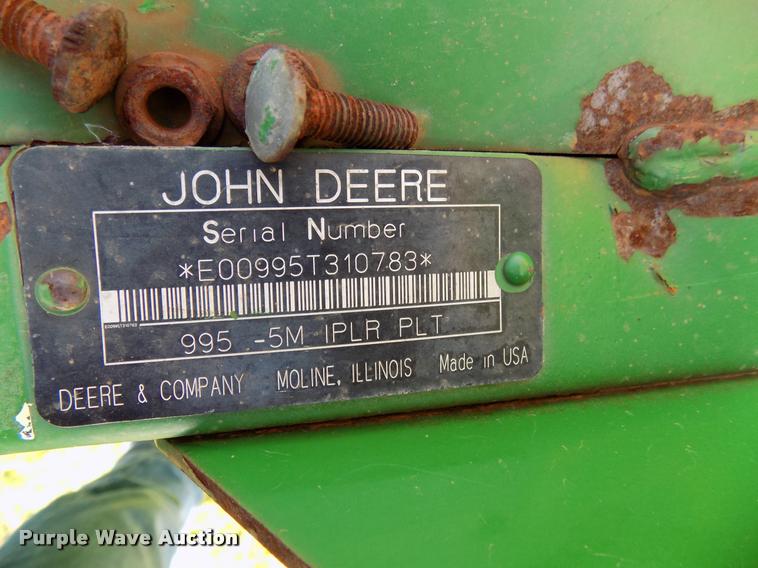 JOHN DEERE
Serial Number
*E00995T310783*
E00995T310783
995 -5M IPLR PLT
DEERE & COMPANY MOLINE, ILLINOIS Made in USA
Purple Wave Auction